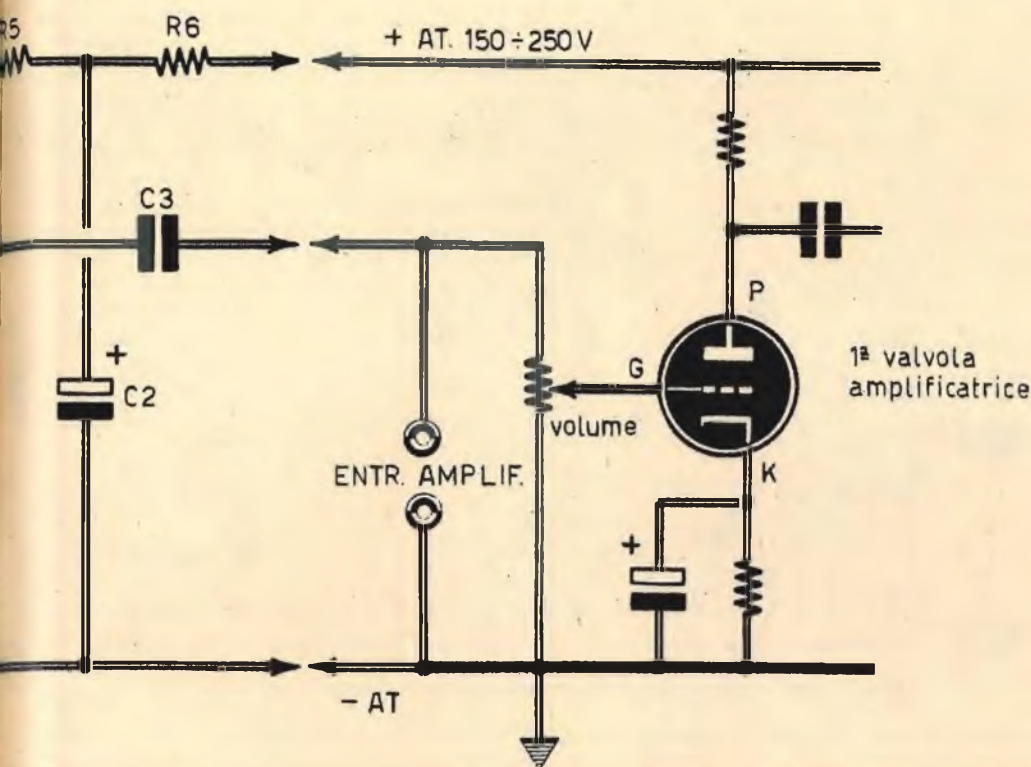 R5
R6
+ AT. 150÷250V
C3
P
G
1ª valvola
amplificatrice
+
C2
volume
ENTR. AMPLIF.
K
+
- AT